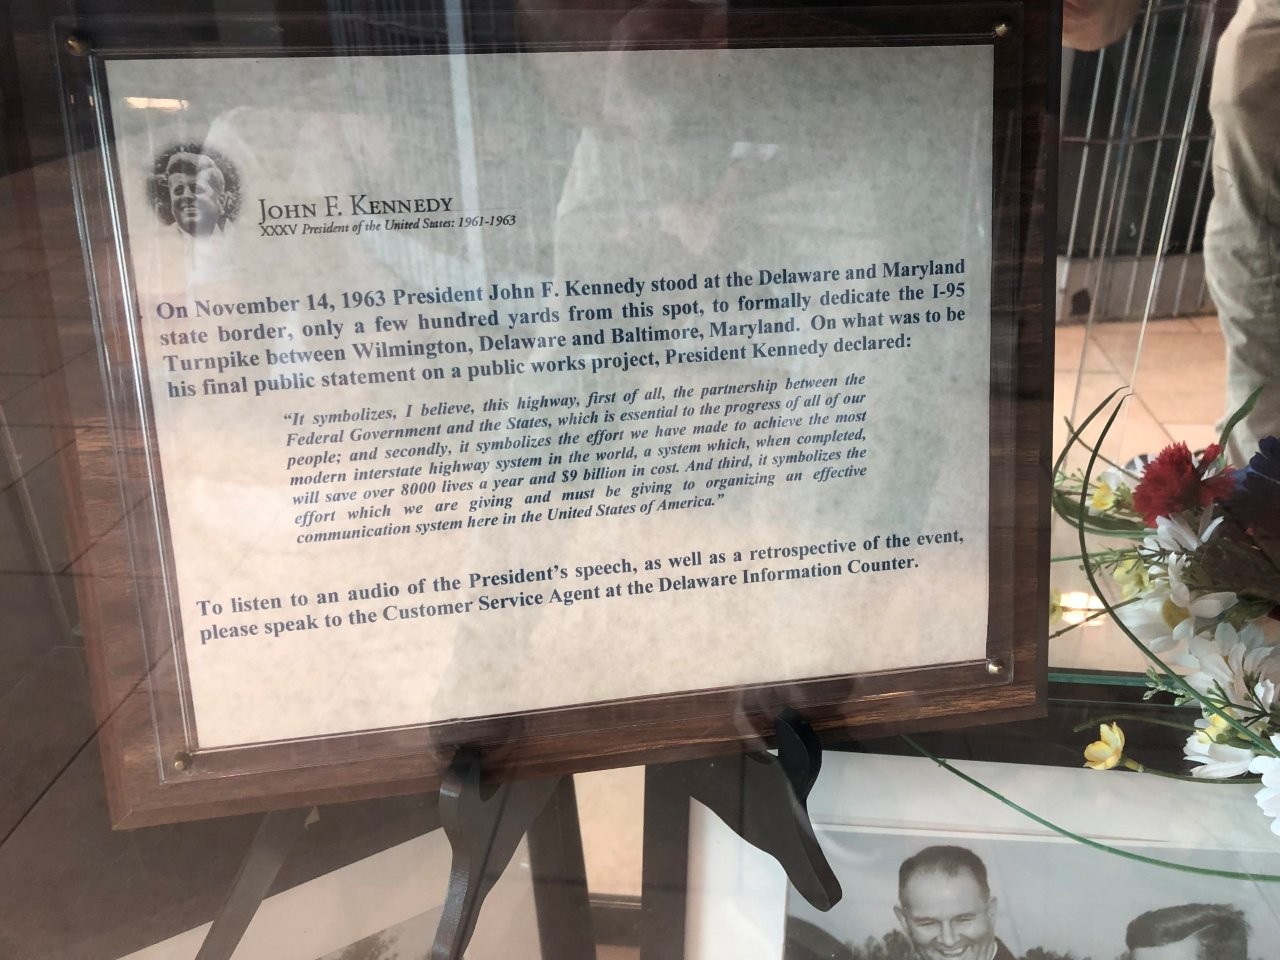 John F. Kennedy
XXXV President of the United States: 1961-1963
On November 14, 1963 President John F. Kennedy stood at the Delaware and Maryland
state border, only a few hundred yards from this spot, to formally dedicate the I-95
Turnpike between Wilmington, Delaware and Baltimore, Maryland. On what was to be
his final public statement on a public works project, President Kennedy declared:
“It symbolizes, I believe, this highway, first of all, the partnership between the
Federal Government and the States, which is essential to the progress of all of our
people; and secondly, it symbolizes the effort we have made to achieve the most
modern interstate highway system in the world, a system which, when completed,
will save over 8000 lives a year and $9 billion in cost. And third, it symbolizes the
effort which we are giving and must be giving to organizing an effective
communication system here in the United States of America.”
To listen to an audio of the President’s speech, as well as a retrospective of the event,
please speak to the Customer Service Agent at the Delaware Information Counter.